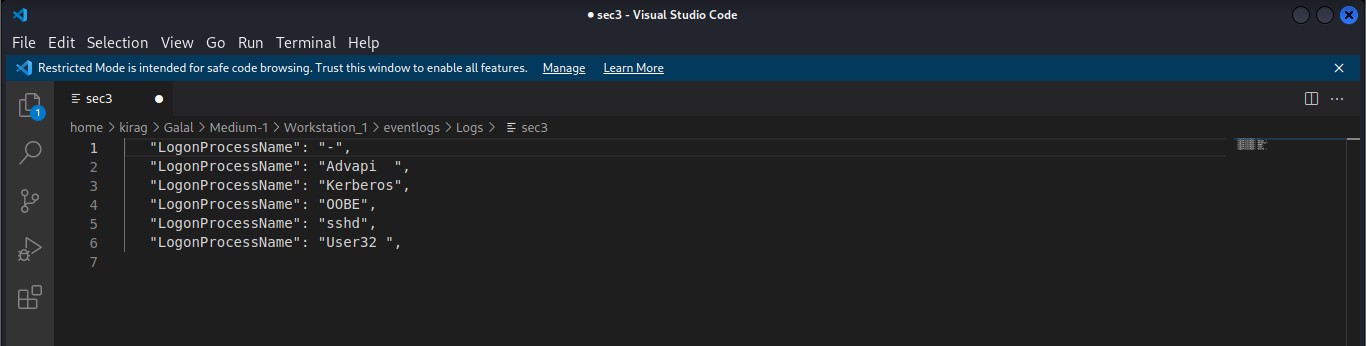 ● sec3 - Visual Studio Code
File Edit Selection View Go Run Terminal Help
Restricted Mode is intended for safe code browsing. Trust this window to enable all features. Manage Learn More
1
sec3 ●
home > kirag > Galal > Medium-1 > Workstation_1 > eventlogs > Logs > sec3
1 "LogonProcessName": "-",
2 "LogonProcessName": "Advapi  ",
3 "LogonProcessName": "Kerberos",
4 "LogonProcessName": "OOBE",
5 "LogonProcessName": "sshd",
6 "LogonProcessName": "User32 ",
7